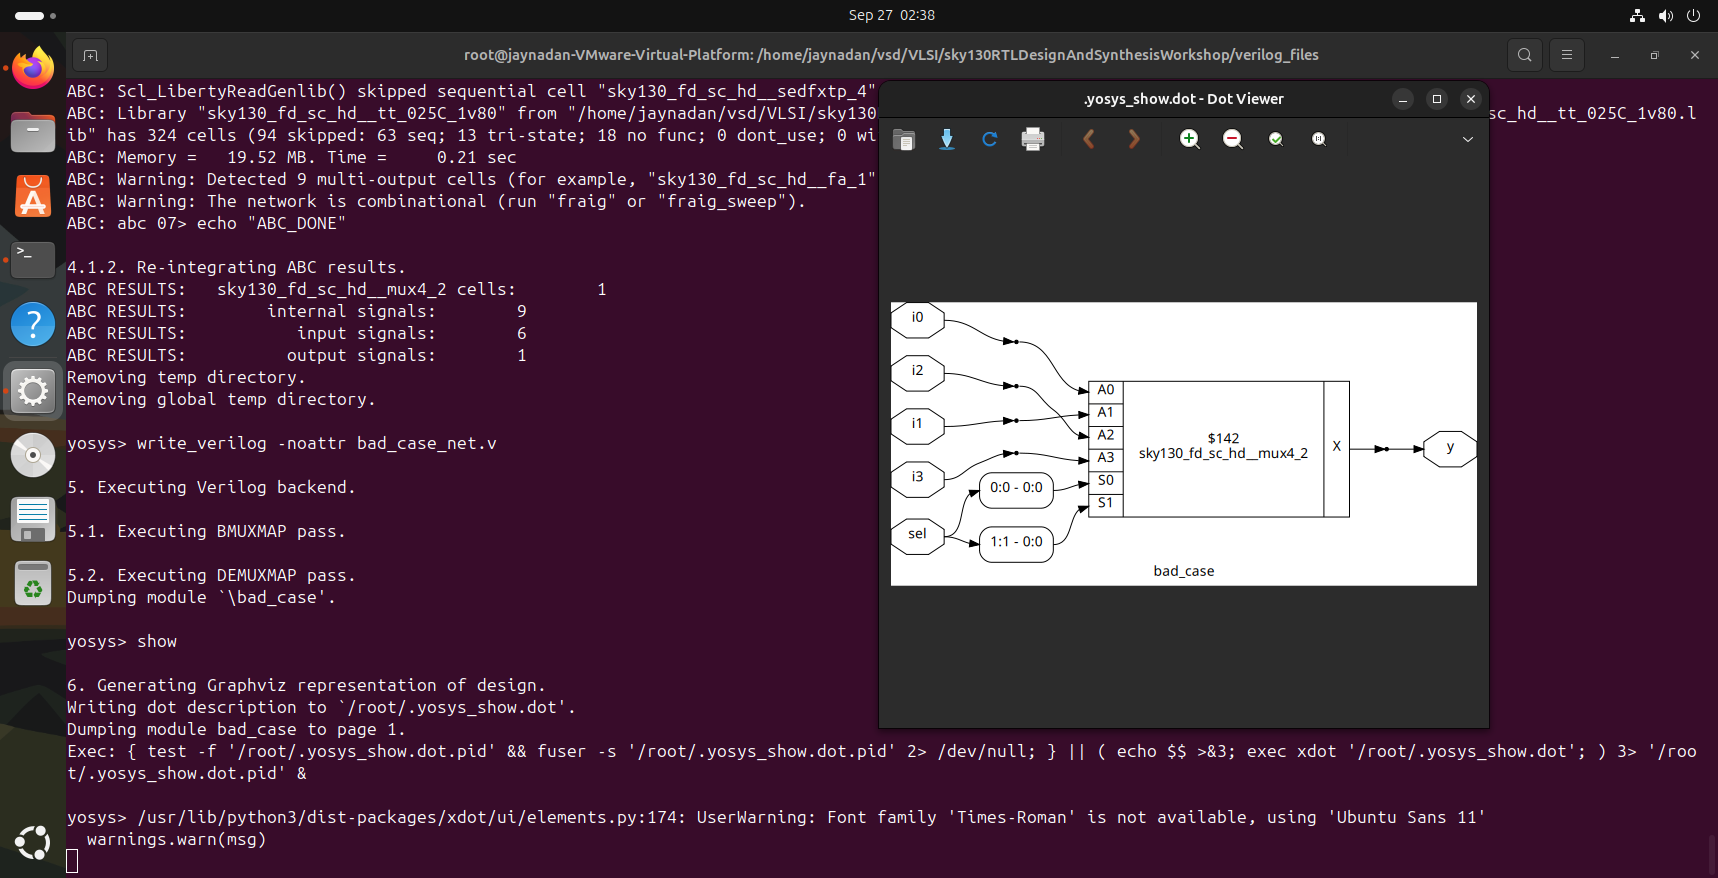 Sep 27 02:38
root@jaynadan-VMware-Virtual-Platform: /home/jaynadan/vsd/VLSI/sky130RTLDesignAndSynthesisWorkshop/verilog_files
ABC: Scl_LibertyReadGenlib() skipped sequential cell "sky130_fd_sc_hd__sedfxtp_4"
ABC: Library "sky130_fd_sc_hd__tt_025C_1v80" from "/home/jaynadan/vsd/VLSI/sky130 sc_hd__tt_025C_1v80.l
ib" has 324 cells (94 skipped: 63 seq; 13 tri-state; 18 no func; 0 dont_use; 0 wi
ABC: Memory = 19.52 MB. Time = 0.21 sec
ABC: Warning: Detected 9 multi-output cells (for example, "sky130_fd_sc_hd__fa_1"
ABC: Warning: The network is combinational (run "fraig" or "fraig_sweep").
ABC: abc 07> echo "ABC_DONE"
4.1.2. Re-integrating ABC results.
ABC RESULTS: sky130_fd_sc_hd__mux4_2 cells: 1
ABC RESULTS: internal signals: 9
ABC RESULTS: input signals: 6
ABC RESULTS: output signals: 1
Removing temp directory.
Removing global temp directory.
yosys> write_verilog -noattr bad_case_net.v
5. Executing Verilog backend.
5.1. Executing BMUXMAP pass.
5.2. Executing DEMUXMAP pass.
Dumping module `\bad_case'.
yosys> show
6. Generating Graphviz representation of design.
Writing dot description to `/root/.yosys_show.dot'.
Dumping module bad_case to page 1.
Exec: { test -f '/root/.yosys_show.dot.pid' && fuser -s '/root/.yosys_show.dot.pid' 2> /dev/null; } || ( echo $$ >&3; exec xdot '/root/.yosys_show.dot'; ) 3> '/roo
t/.yosys_show.dot.pid' &
yosys> /usr/lib/python3/dist-packages/xdot/ui/elements.py:174: UserWarning: Font family 'Times-Roman' is not available, using 'Ubuntu Sans 11'
warnings.warn(msg)
.yosys_show.dot - Dot Viewer
i0
i2
i1
i3
sel
0:0 - 0:0
1:1 - 0:0
A0
A1
A2
A3
S0
S1
$142
sky130_fd_sc_hd__mux4_2
X
y
bad_case